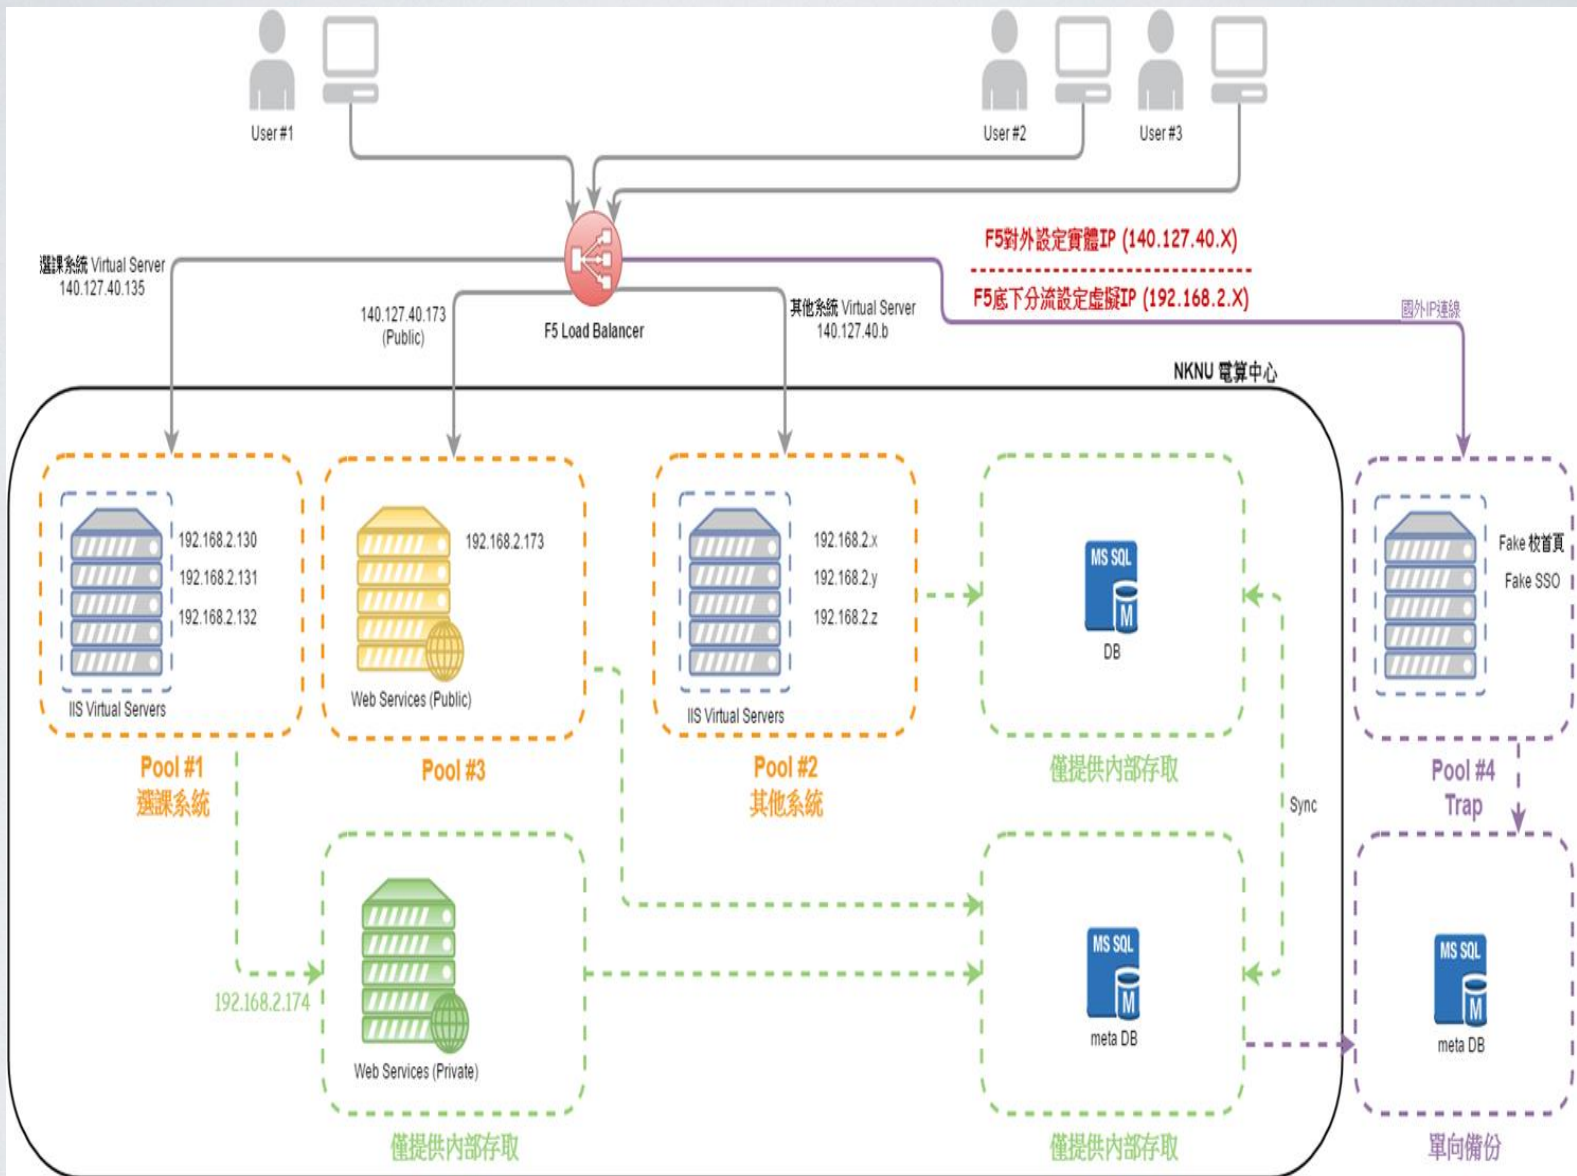 User #1
User #2
User #3
F5對外設定實體IP (140.127.40.X)
F5底下分流設定虛擬IP (192.168.2.X)
選課系統 Virtual Server
140.127.40.135
140.127.40.173
(Public)
F5 Load Balancer
其他系統 Virtual Server
140.127.40.b
國外IP連線
NKNU 電算中心
192.168.2.130
192.168.2.131
192.168.2.132
IIS Virtual Servers
Pool #1
選課系統
192.168.2.173
Web Services (Public)
Pool #3
192.168.2.x
192.168.2.y
192.168.2.z
IIS Virtual Servers
Pool #2
其他系統
MS SQL
M
DB
僅提供內部存取
Fake 校首頁
Fake SSO
Pool #4
Trap
Sync
192.168.2.174
Web Services (Private)
僅提供內部存取
MS SQL
M
meta DB
僅提供內部存取
MS SQL
M
meta DB
單向備份